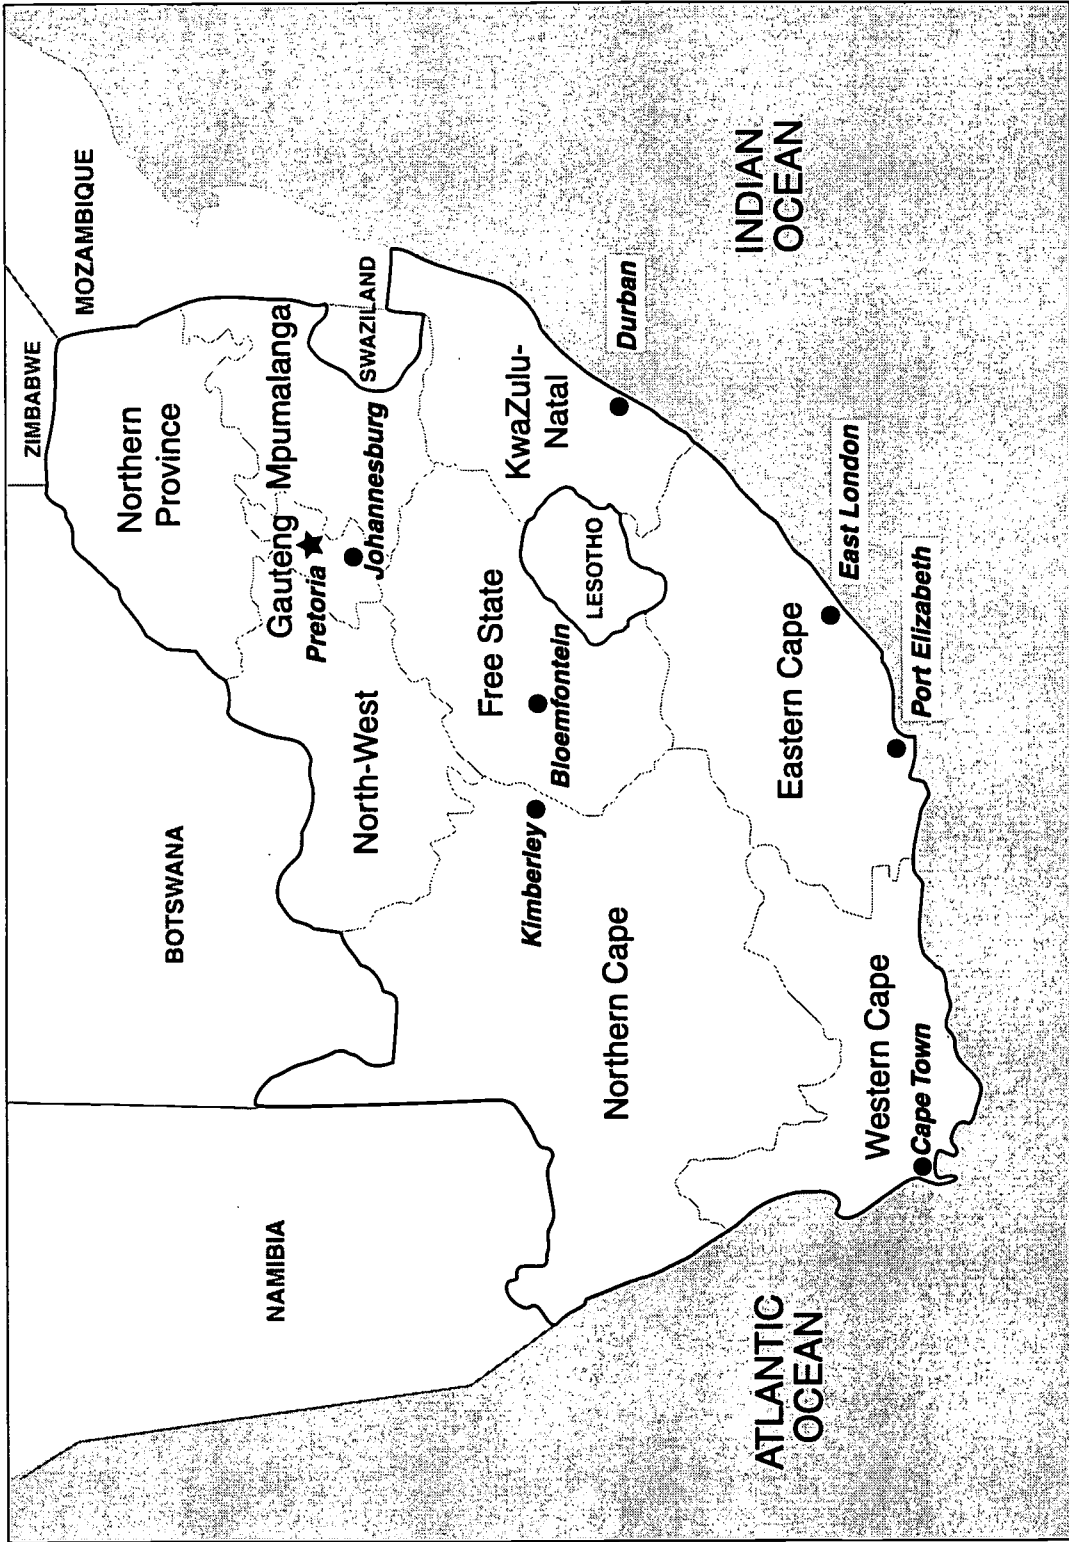 ZIMBABWE
MOZAMBIQUE
BOTSWANA
NAMIBIA
Northern
Province
Gauteng
Mpumalanga
Pretoria
Johannesburg
SWAZILAND
North-West
Free State
KwaZulu-
Natal
Kimberley
Bloemfontein
LESOTHO
Durban
Northern Cape
Eastern Cape
East London
Port Elizabeth
Western Cape
Cape Town
ATLANTIC
OCEAN
INDIAN
OCEAN